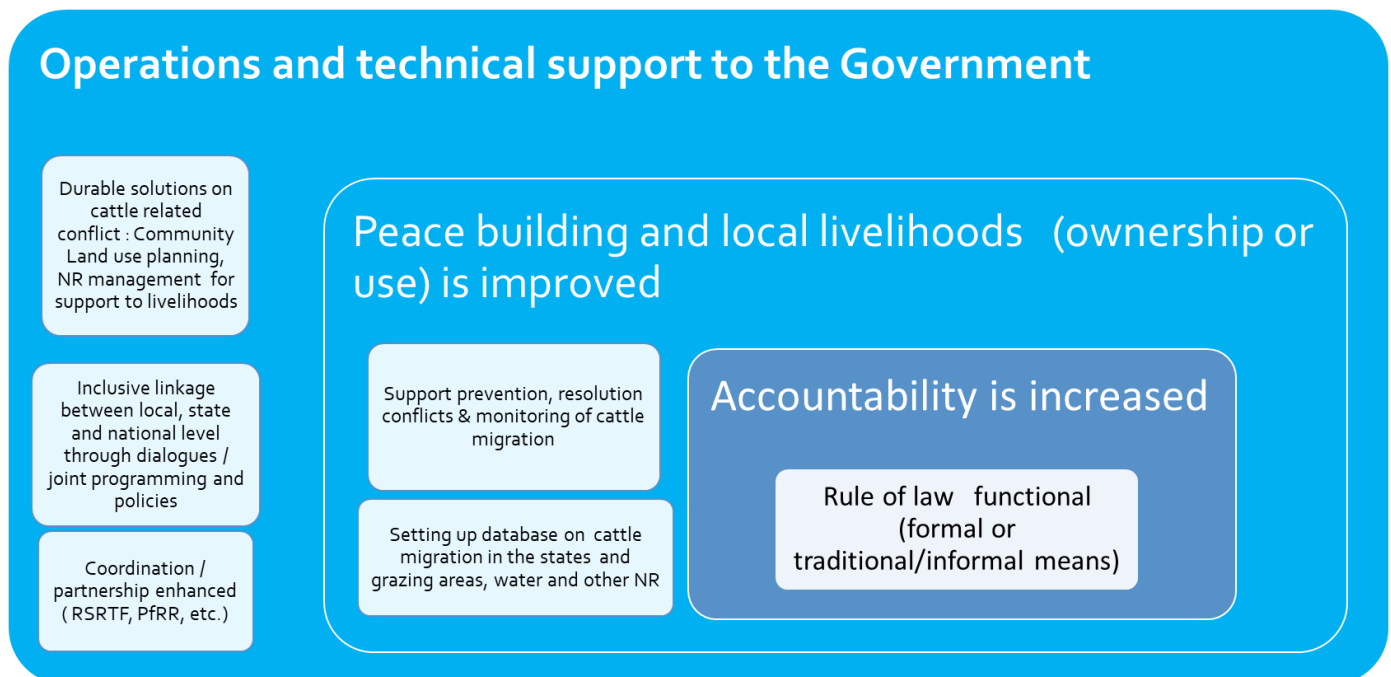 Operations and technical support to the Government
Durable solutions on
cattle related
conflict : Community
Land use planning,
NR management for
support to livelihoods
Inclusive linkage
between local, state
and national level
through dialogues /
joint programming and
policies
Coordination /
partnership enhanced
( RSRTF, PfRR, etc.)
Peace building and local livelihoods (ownership or
use) is improved
Support prevention, resolution
conflicts & monitoring of cattle
migration
Setting up database on cattle
migration in the states and
grazing areas, water and other NR
Accountability is increased
Rule of law functional
(formal or
traditional/informal means)